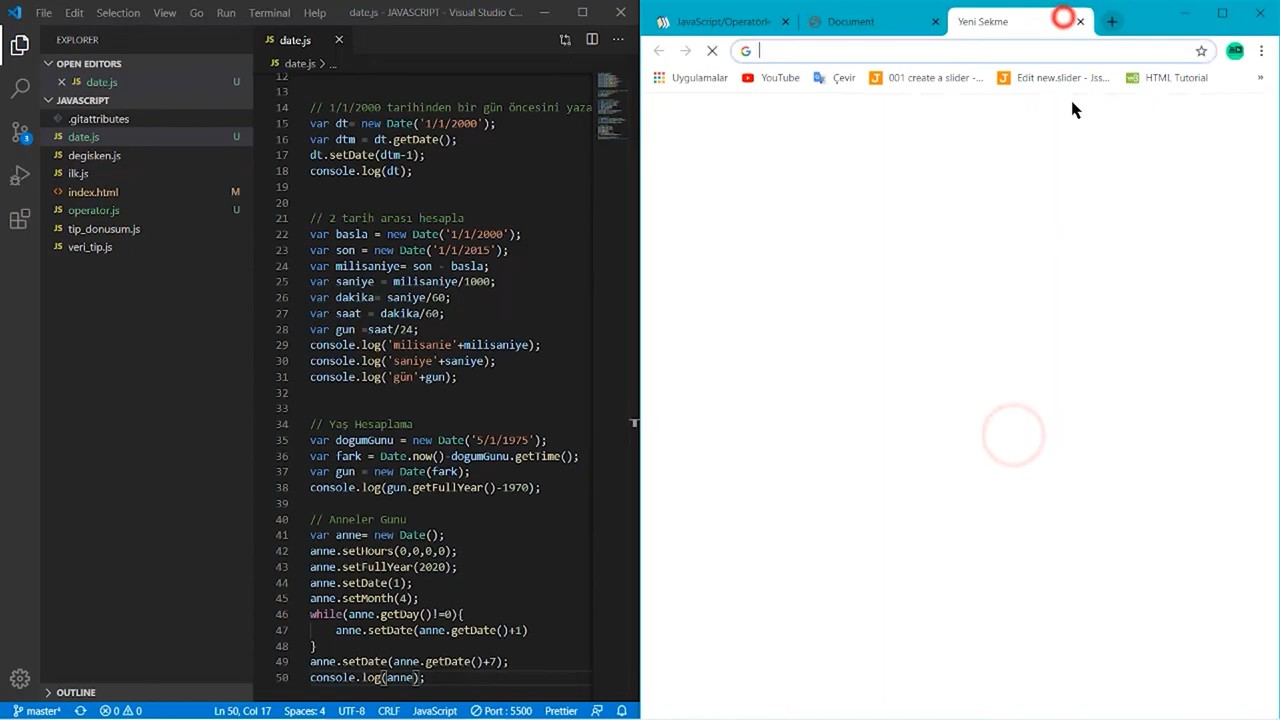 File Edit Selection View Go Run Terminal Help date.js - JAVASCRIPT - Visual Studio C...
EXPLORER
OPEN EDITORS
date.js U
JAVASCRIPT
.gitattributes
date.js U
degisken.js
ilk.js
index.html M
operator.js U
tip_donusum.js
veri_tip.js
OUTLINE
3
date.js
date.js > ...
12
13
14 // 1/1/2000 tarihinden bir gün öncesini yaza
15 var dt= new Date('1/1/2000');
16 var dtm = dt.getDate();
17 dt.setDate(dtm-1);
18 console.log(dt);
19
20
21 // 2 tarih arası hesapla
22 var basla = new Date('1/1/2000');
23 var son = new Date('1/1/2015');
24 var milisaniye= son - basla;
25 var saniye = milisaniye/1000;
26 var dakika= saniye/60;
27 var saat = dakika/60;
28 var gun =saat/24;
29 console.log('milisanie'+milisaniye);
30 console.log('saniye'+saniye);
31 console.log('gün'+gun);
32
33
34 // Yaş Hesaplama
35 var dogumGunu = new Date('5/1/1975');
36 var fark = Date.now()-dogumGunu.getTime();
37 var gun = new Date(fark);
38 console.log(gun.getFullYear()-1970);
39
40 // Anneler Gunu
41 var anne= new Date();
42 anne.setHours(0,0,0,0);
43 anne.setFullYear(2020);
44 anne.setDate(1);
45 anne.setMonth(4);
46 while(anne.getDay()!=0){
47 anne.setDate(anne.getDate()+1)
48 }
49 anne.setDate(anne.getDate()+7);
50 console.log(anne);
master* 0 0 Ln 50, Col 17 Spaces: 4 UTF-8 CRLF JavaScript Port : 5500 Prettier
Document Yeni Sekme
Uygulamalar YouTube Çevir 001 create a slider -... Edit new.slider - Jss... HTML Tutorial »